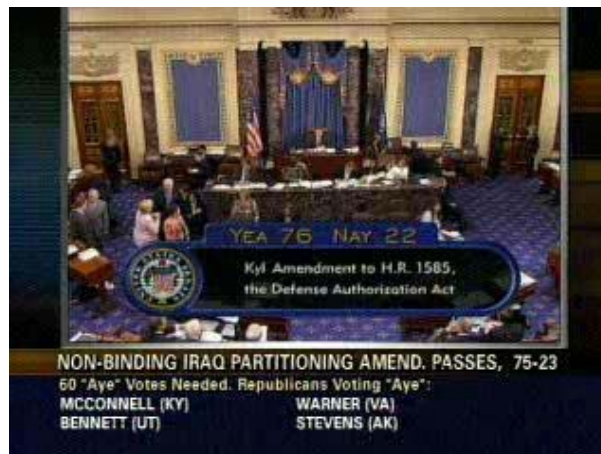 YEA 76 NAY 22
Kyl Amendment to H.R. 1585,
the Defense Authorization Act
NON-BINDING IRAQ PARTITIONING AMEND. PASSES, 75-23
60 "Aye" Votes Needed. Republicans Voting "Aye":
MCCONNELL (KY) WARNER (VA)
BENNETT (UT) STEVENS (AK)